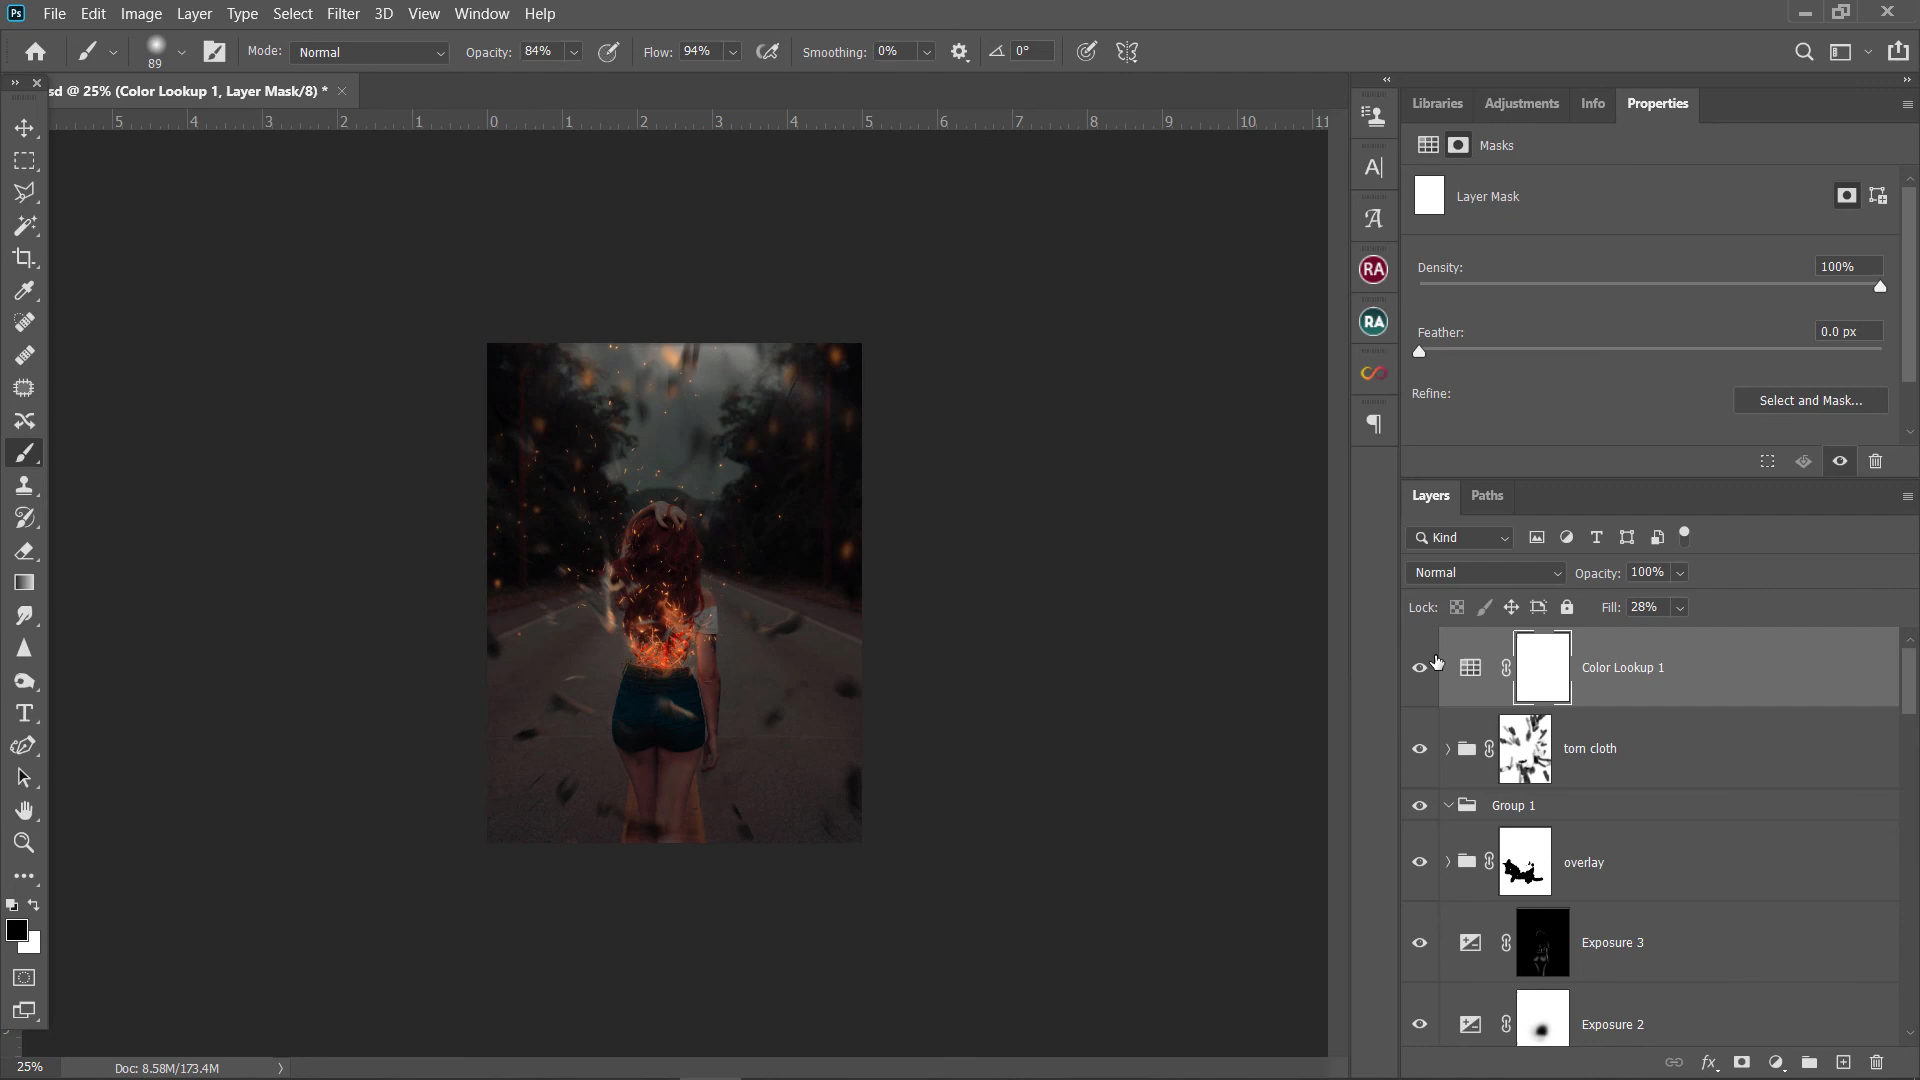 Ps File Edit Image Layer Type Select Filter 3D View Window Help
89 Mode: Normal Opacity: 84% Flow: 94% Smoothing: 0% 0°
sd @ 25% (Color Lookup 1, Layer Mask/8) * ×
5 4 3 2 1 0 1 2 3 4 5 6 7 8 9 10 11
Libraries Adjustments Info Properties
Masks
Layer Mask
Density: 100%
Feather: 0.0 px
Refine:
Select and Mask...
A|
A
RA
RA
¶
Layers Paths
Kind
Normal Opacity: 100%
Lock: Fill: 28%
Color Lookup 1
torn cloth
Group 1
overlay
Exposure 3
Exposure 2
fx
25% Doc: 8.58M/173.4M